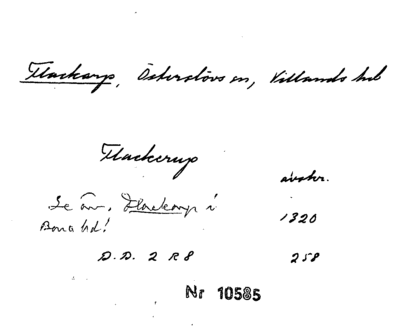 Flackarp, Österslövs sn, Villands hd
Flackerup
avskr.
Se äv. Flackarp i 1320
Bara hd!
D.D. 2 R 8 258
Nr 10585